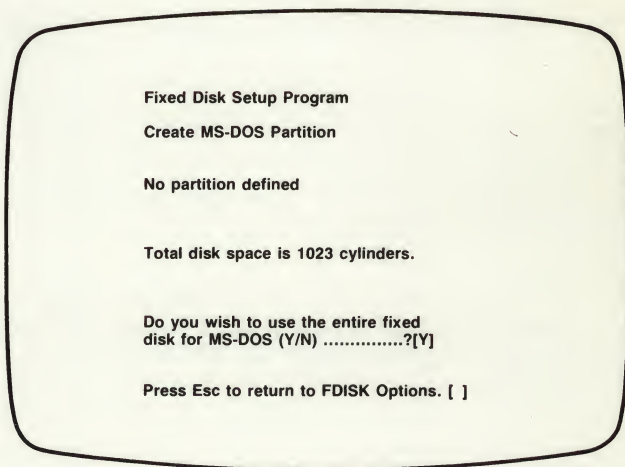 Fixed Disk Setup Program
Create MS-DOS Partition
No partition defined
Total disk space is 1023 cylinders.
Do you wish to use the entire fixed
disk for MS-DOS (Y/N) ...............?[Y]
Press Esc to return to FDISK Options. [ ]